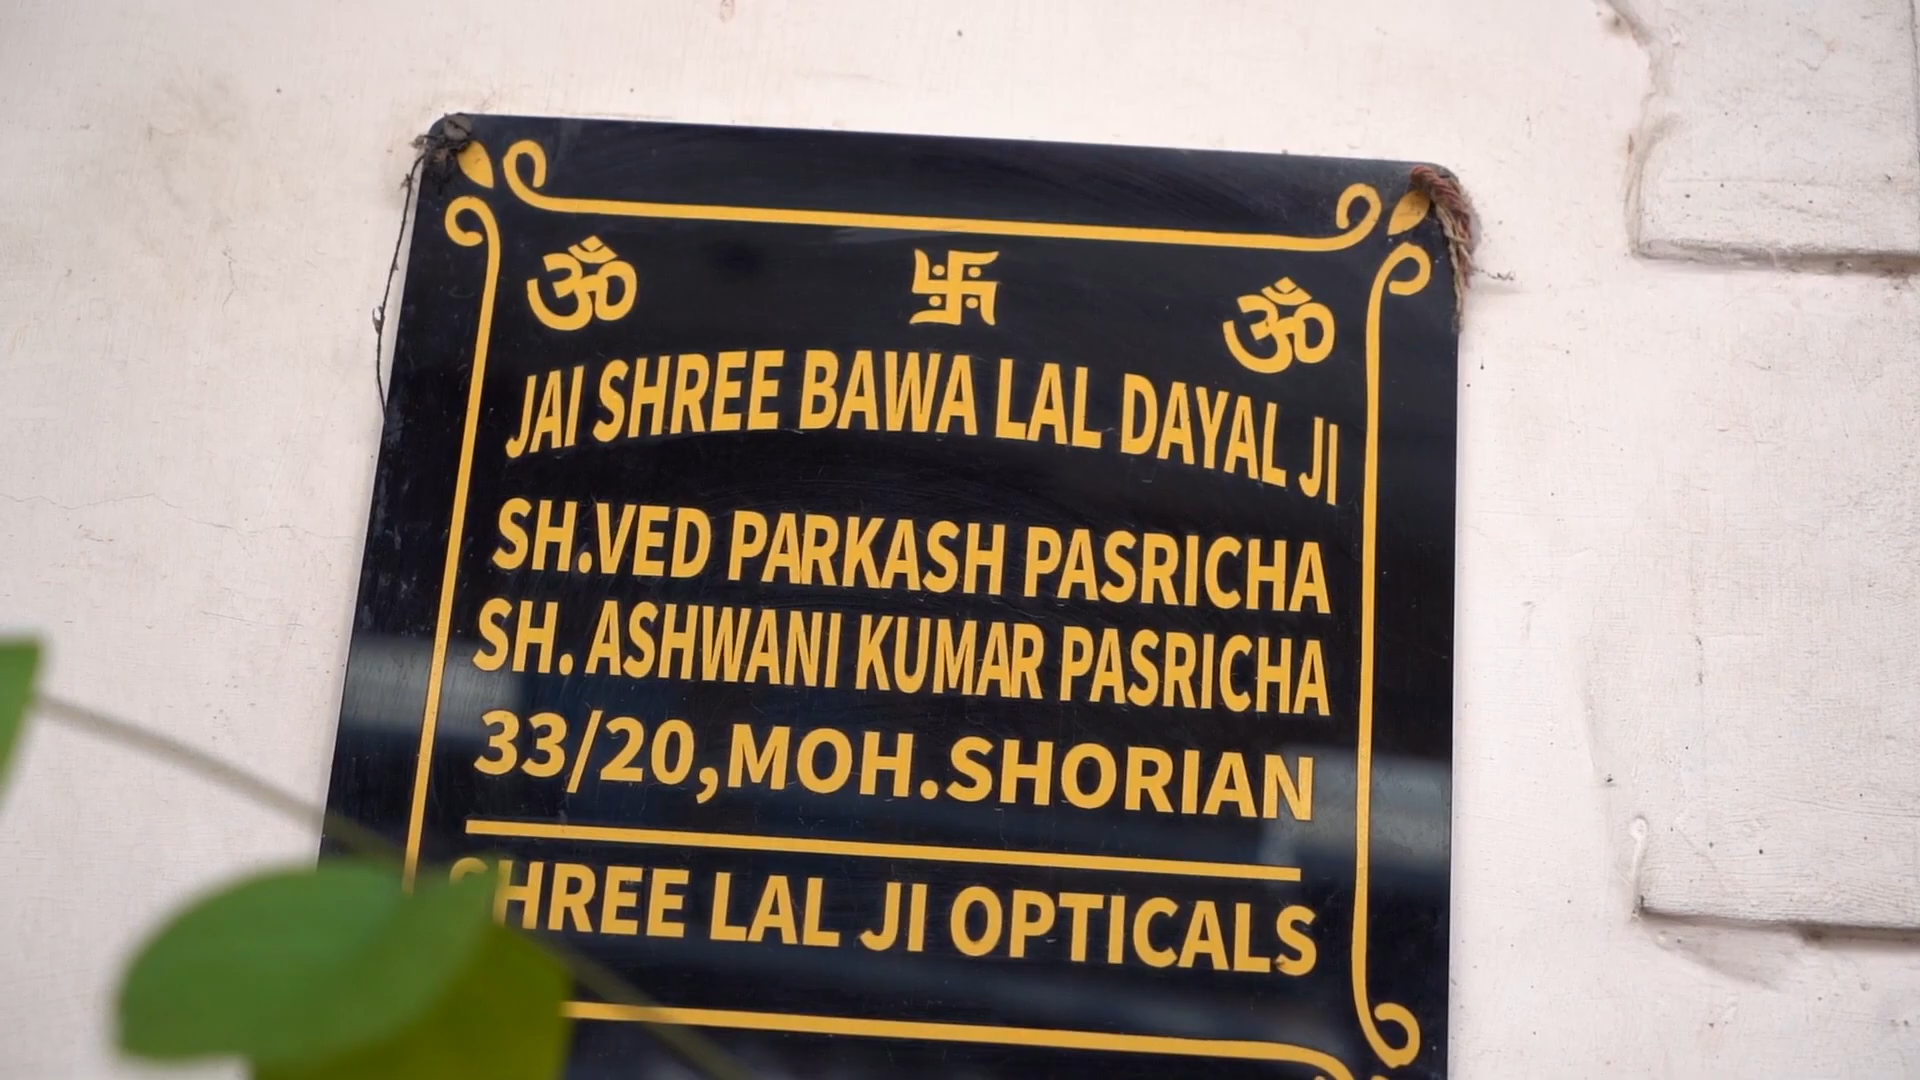 ॐ 卐 ॐ
JAI SHREE BAWA LAL DAYAL JI
SH.VED PARKASH PASRICHA
SH. ASHWANI KUMAR PASRICHA
33/20,MOH.SHORIAN
SHREE LAL JI OPTICALS